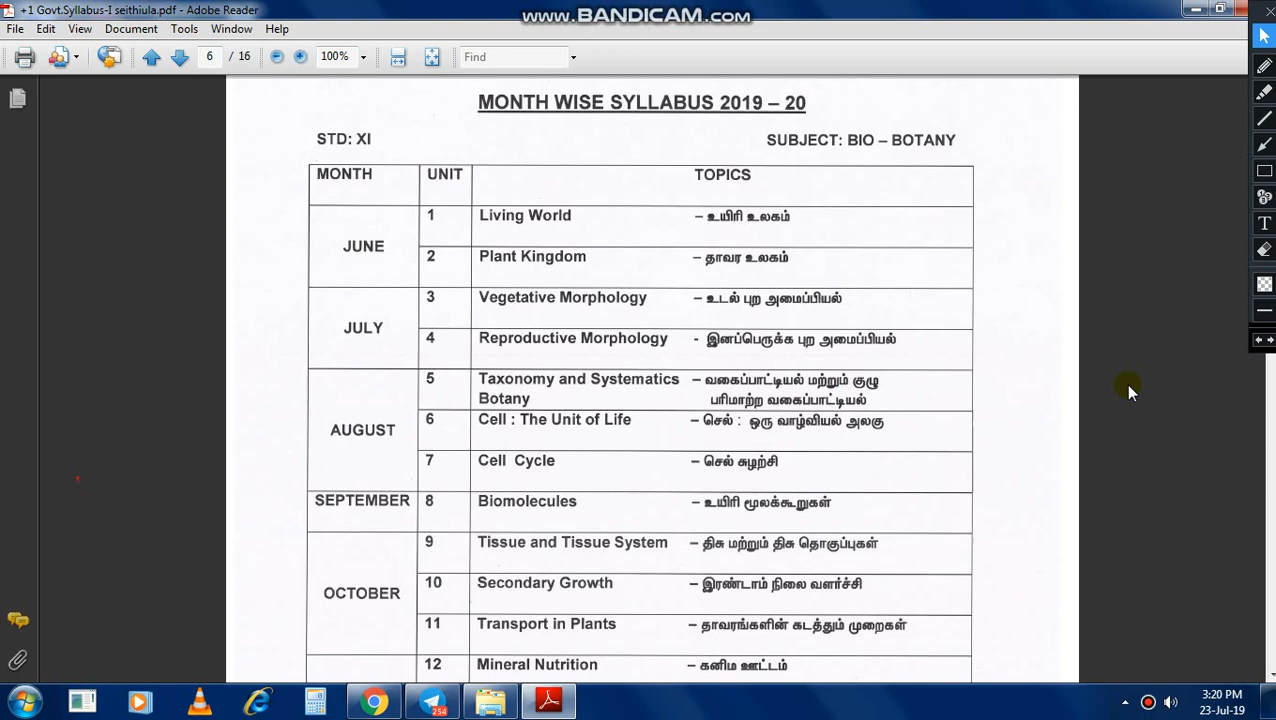 +1 Govt.Syllabus-I seithiula.pdf - Adobe Reader
www.BANDICAM.com
File Edit View Document Tools Window Help
6 / 16 100% Find
MONTH WISE SYLLABUS 2019 – 20
STD: XI SUBJECT: BIO – BOTANY
MONTH UNIT TOPICS
JUNE
1 Living World – உயிரி உலகம்
2 Plant Kingdom – தாவர உலகம்
JULY
3 Vegetative Morphology – உடல் புற அமைப்பியல்
4 Reproductive Morphology - இனப்பெருக்க புற அமைப்பியல்
AUGUST
5 Taxonomy and Systematics – வகைப்பாட்டியல் மற்றும் குழு
Botany பரிமாற்ற வகைப்பாட்டியல்
6 Cell : The Unit of Life – செல் : ஒரு வாழ்வியல் அலகு
7 Cell Cycle – செல் சுழற்சி
SEPTEMBER 8 Biomolecules – உயிரி மூலக்கூறுகள்
OCTOBER
9 Tissue and Tissue System – திசு மற்றும் திசு தொகுப்புகள்
10 Secondary Growth – இரண்டாம் நிலை வளர்ச்சி
11 Transport in Plants – தாவரங்களின் கடத்தும் முறைகள்
12 Mineral Nutrition – கனிம ஊட்டம்
254
3:20 PM
23-Jul-19